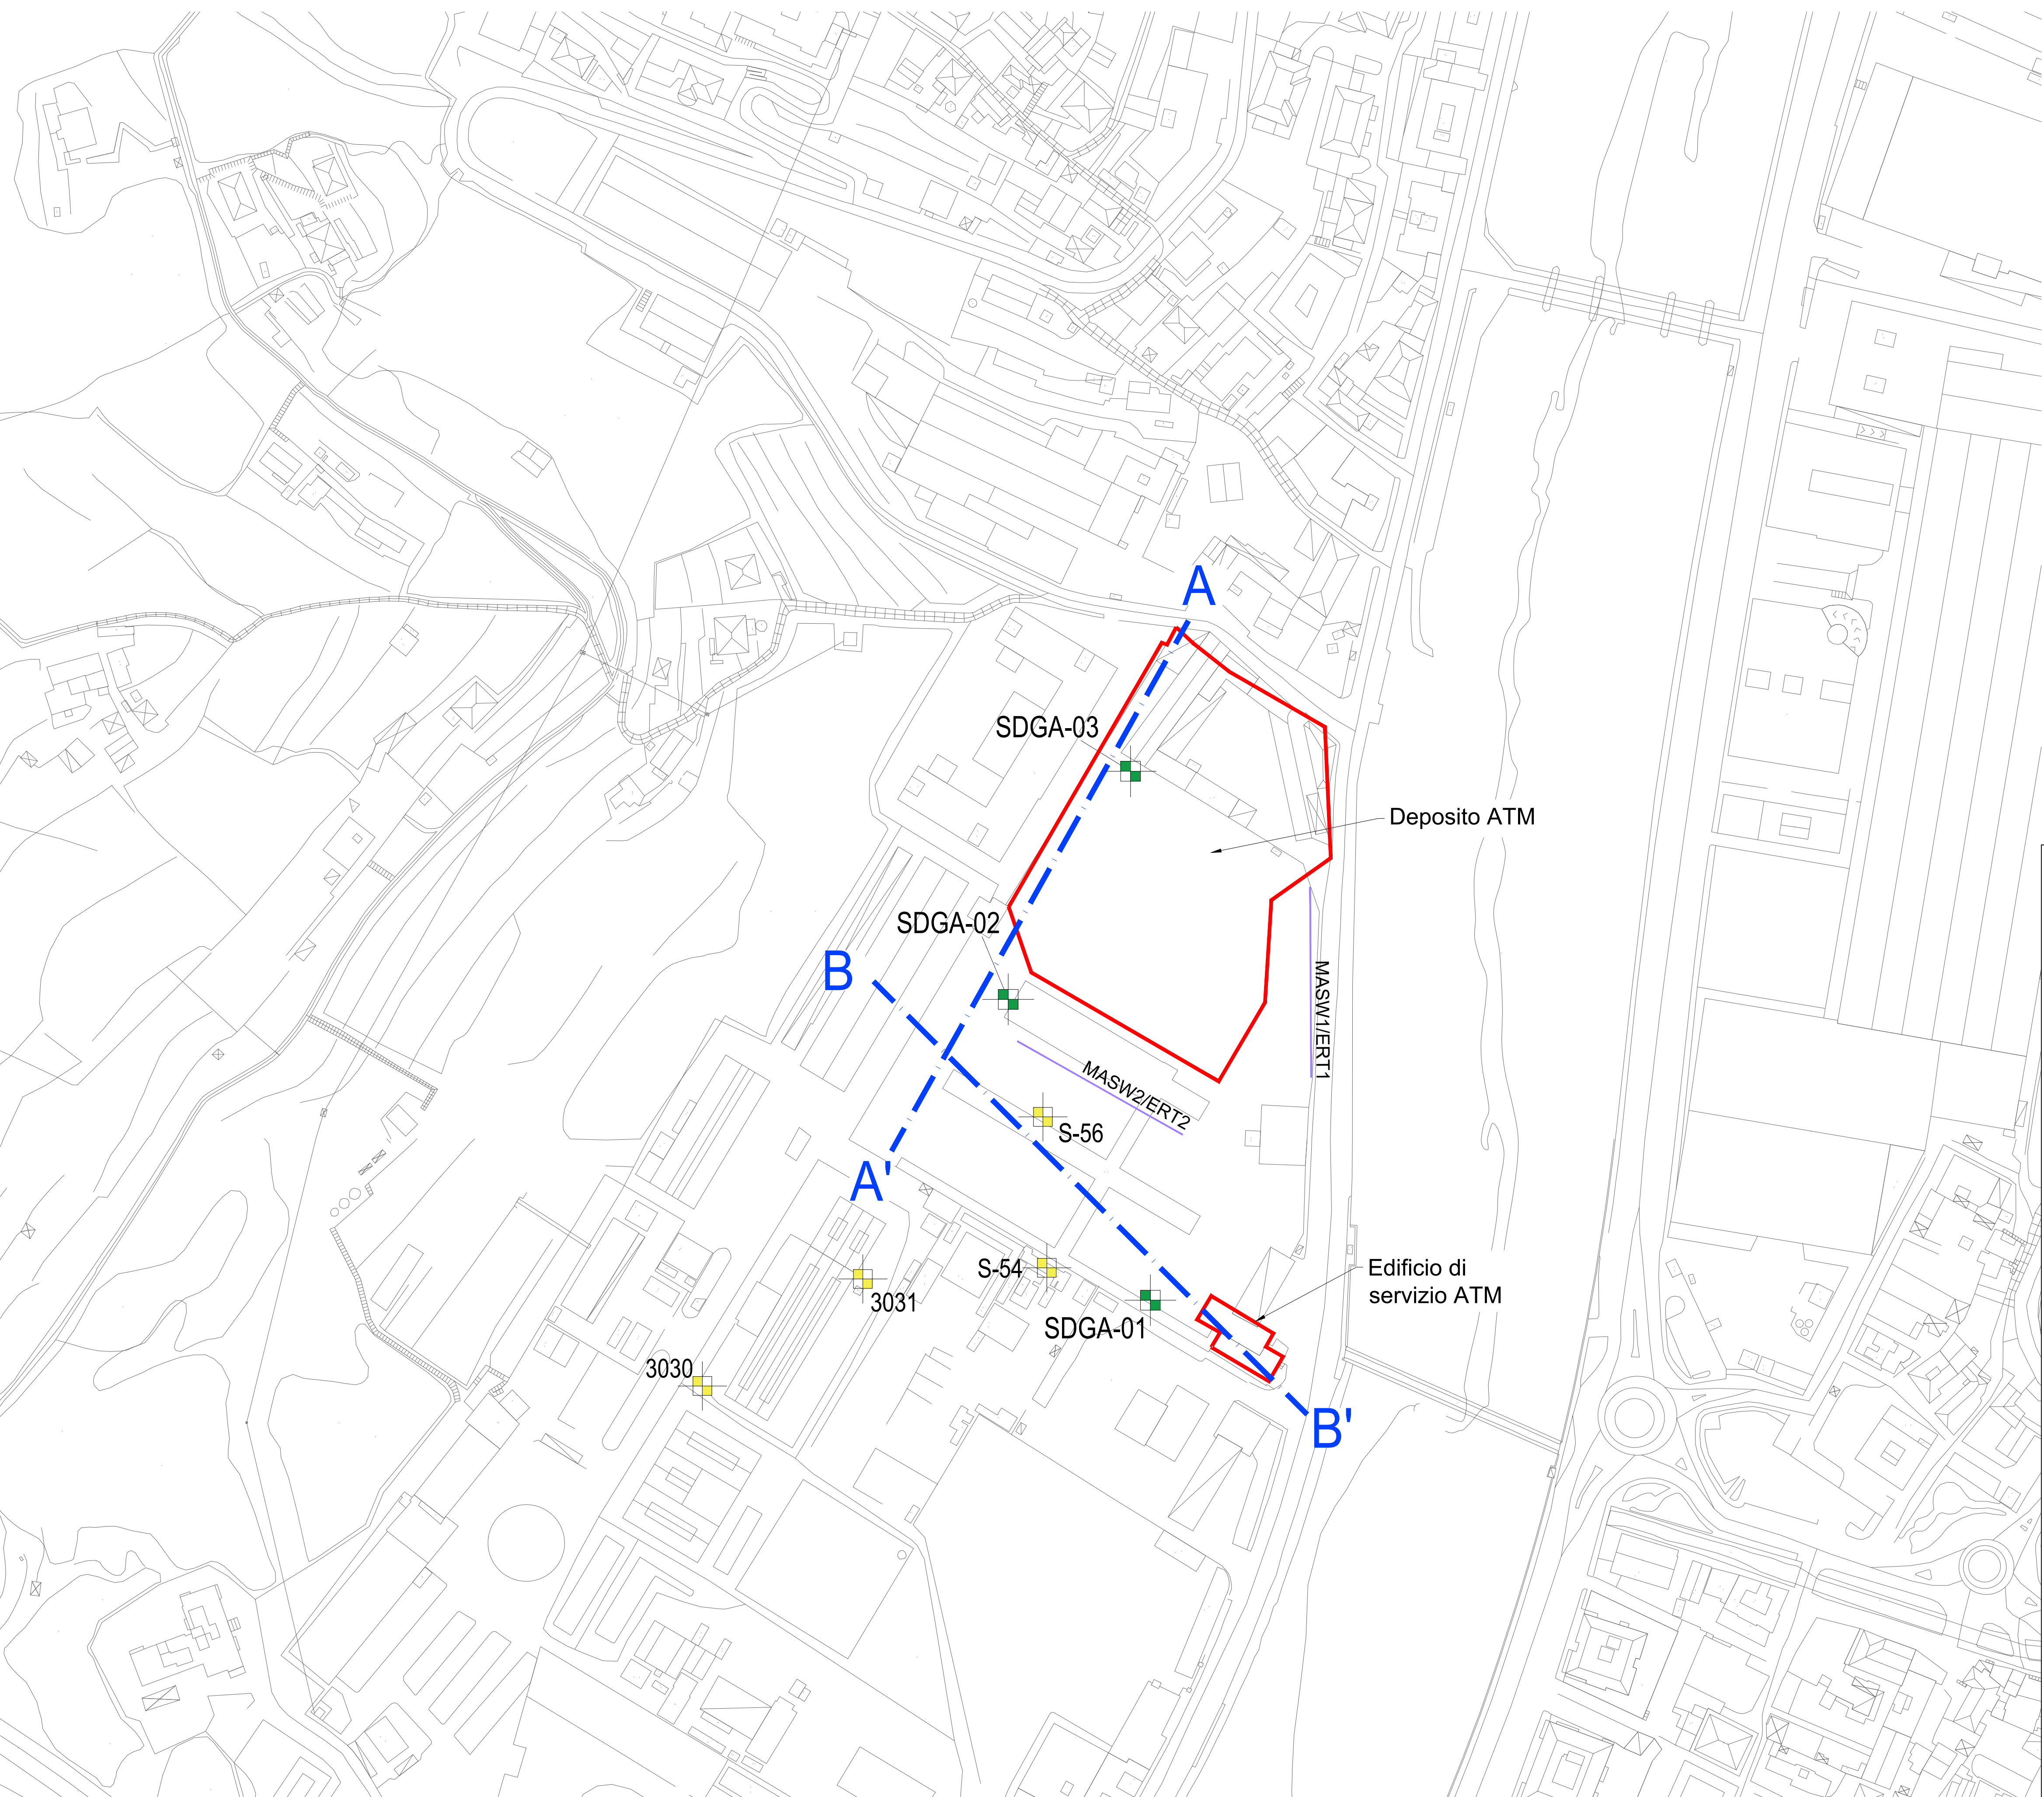 A
SDGA-03
Deposito ATM
SDGA-02
B
MASW1/ERT1
MASW2/ERT2
S-56
A'
S-54
Edificio di
servizio ATM
3031
SDGA-01
3030
B'